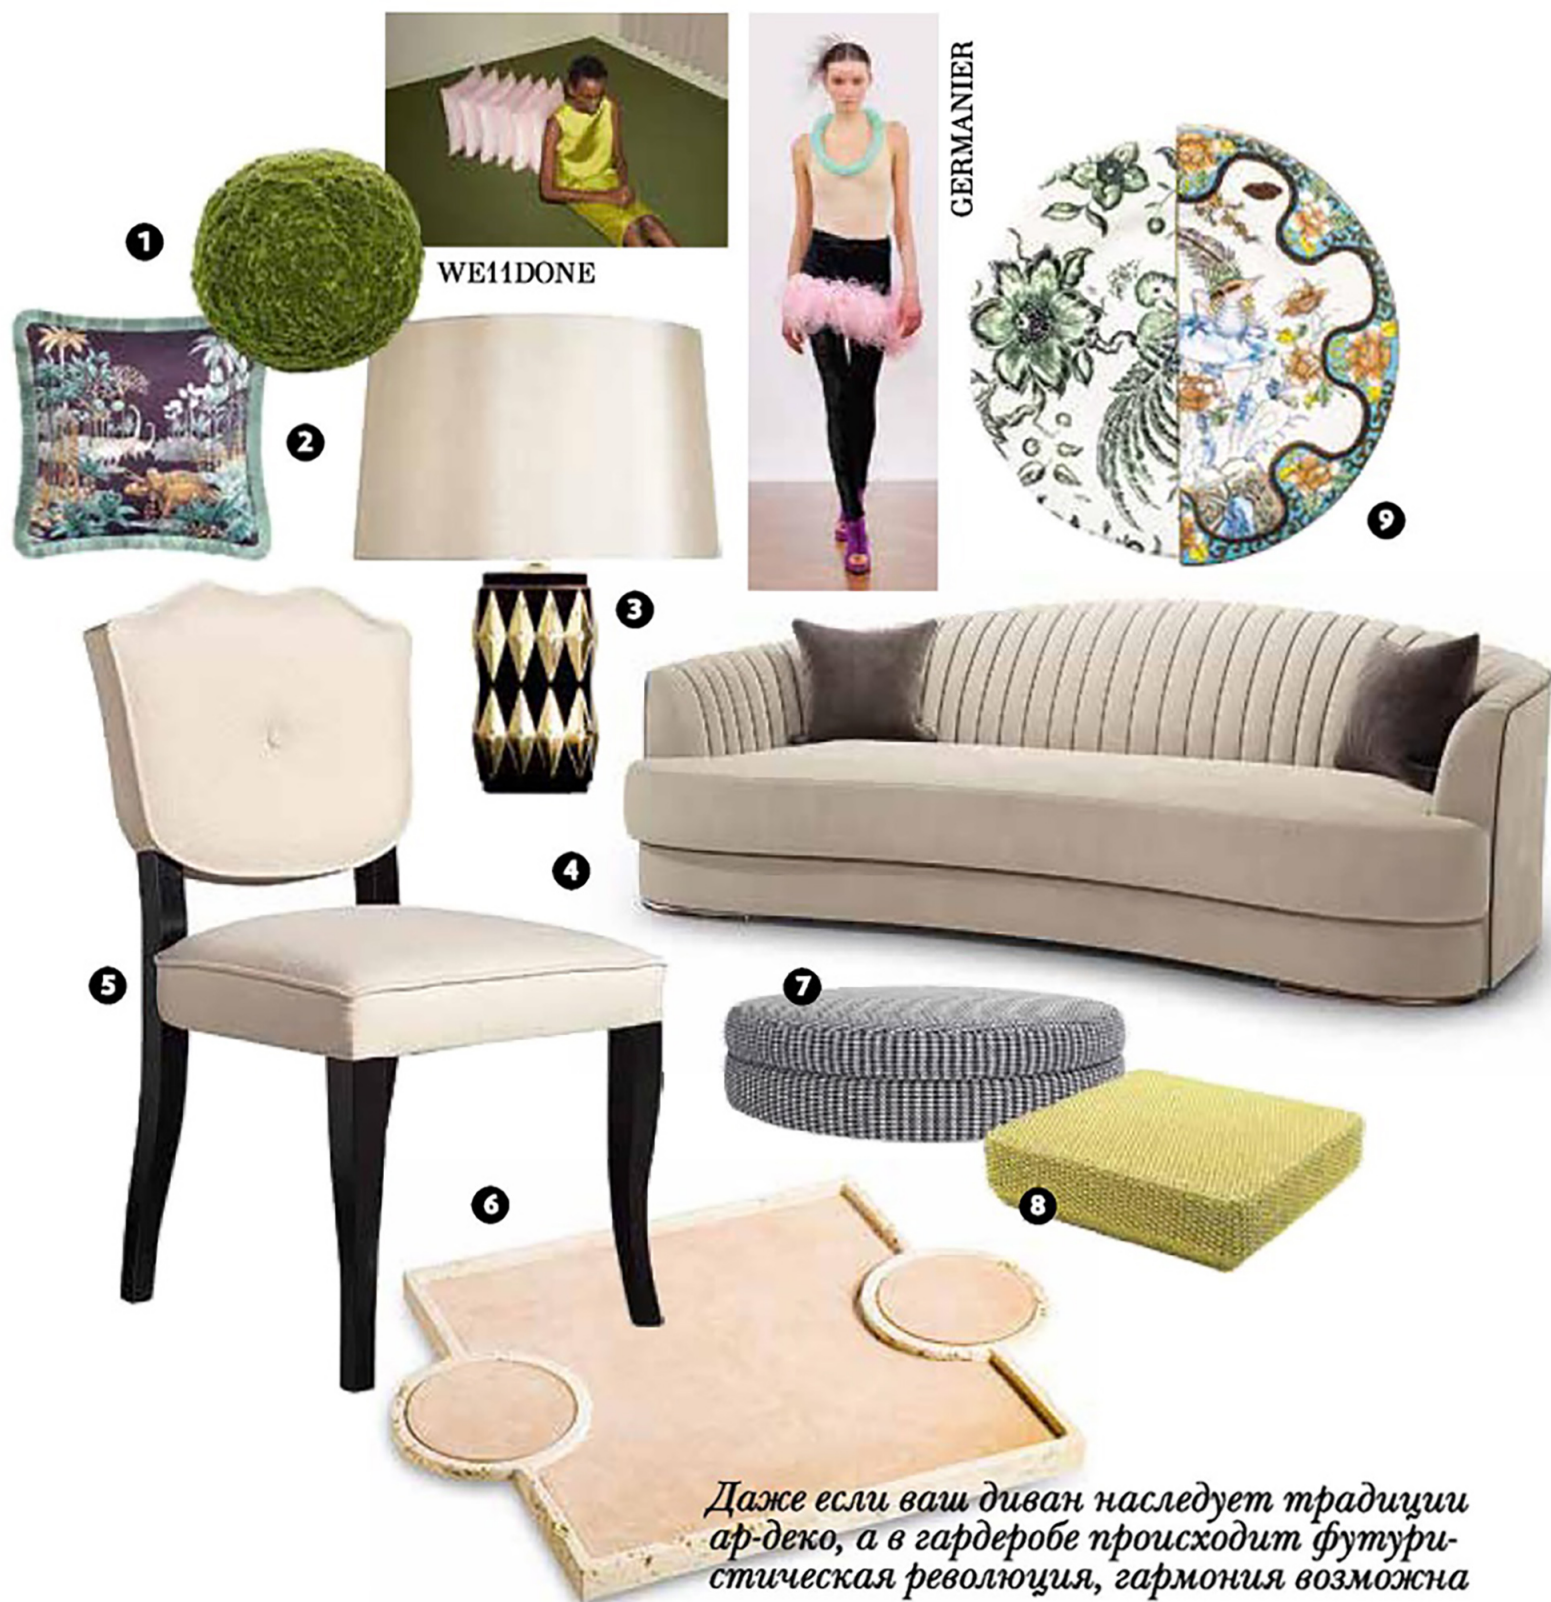 GERMANIER
1
WE11DONE
2
9
3
4
5
7
6
8
Даже если ваш диван наследует традиции
ар-деко, а в гардеробе происходит футури-
стическая революция, гармония возможна